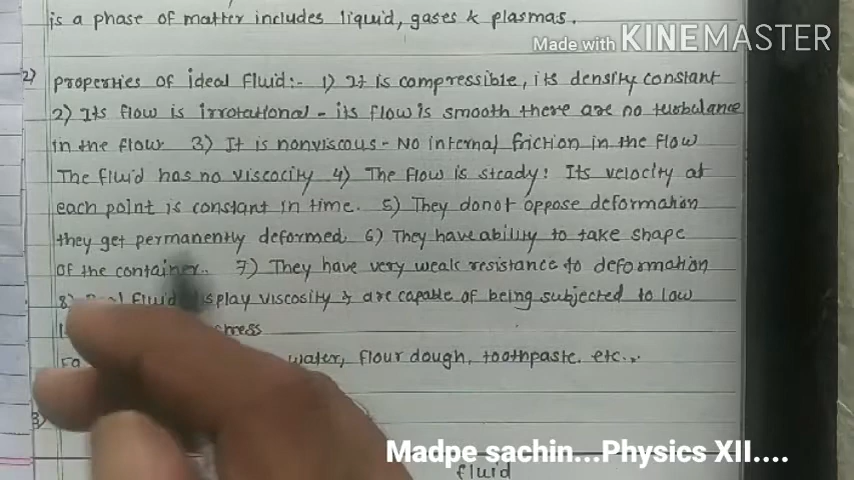 is a phase of matter includes liquid, gases & plasmas.
Made with KINEMASTER
2) properties of ideal fluid:- 1) It is compressible, its density constant
2) Its flow is irrotational - its flow is smooth there are no turbulance
in the flow. 3) It is nonviscous - No internal friction in the flow
The fluid has no viscocity 4) The flow is steady: Its velocity at
each point is constant in time. 5) They donot oppose deformation
they get permanently deformed 6) They have ability to take shape
of the container. 7) They have very weak resistance to deformation
8) fluid display viscosity & are capable of being subjected to low
water, flour dough, toothpaste. etc..
3)
Madpe sachin...Physics XII....
fluid